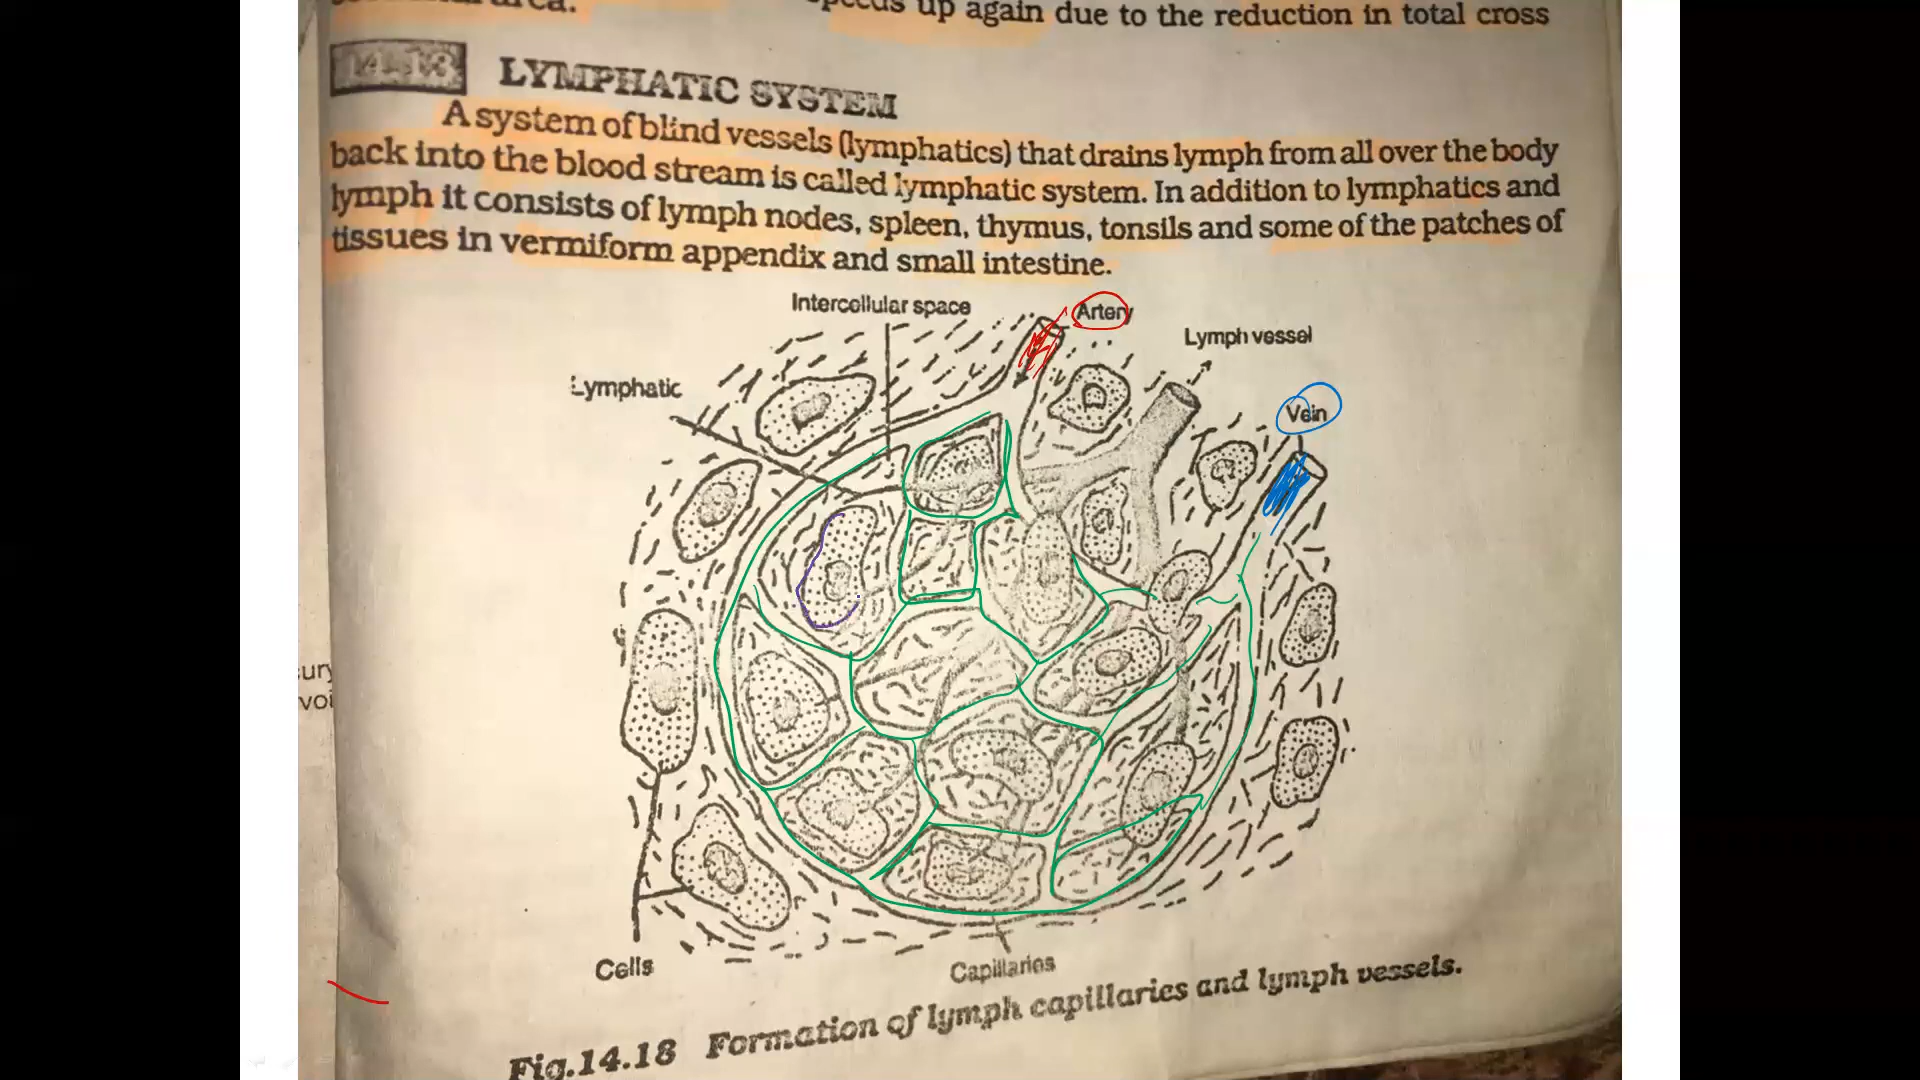 up again due to the reduction in total cross
14.13 LYMPHATIC SYSTEM
A system of blind vessels (lymphatics) that drains lymph from all over the body
back into the blood stream is called lymphatic system. In addition to lymphatics and
lymph it consists of lymph nodes, spleen, thymus, tonsils and some of the patches of
tissues in vermiform appendix and small intestine.
Intercellular space
Artery
Lymph vessel
Lymphatic
Vein
Cells
Capillaries
Fig.14.18 Formation of lymph capillaries and lymph vessels.